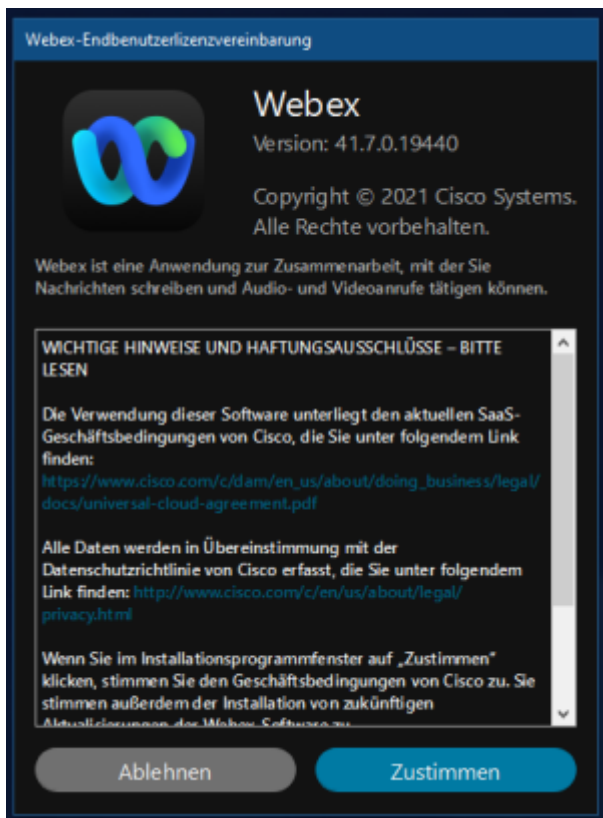 Webex-Endbenutzerlizenzvereinbarung
Webex
Version: 41.7.0.19440
Copyright © 2021 Cisco Systems.
Alle Rechte vorbehalten.
Webex ist eine Anwendung zur Zusammenarbeit, mit der Sie
Nachrichten schreiben und Audio- und Videoanrufe tätigen können.
WICHTIGE HINWEISE UND HAFTUNGSAUSSCHLÜSSE – BITTE
LESEN
Die Verwendung dieser Software unterliegt den aktuellen SaaS-
Geschäftsbedingungen von Cisco, die Sie unter folgendem Link
finden:
https://www.cisco.com/c/dam/en_us/about/doing_business/legal/
docs/universal-cloud-agreement.pdf
Alle Daten werden in Übereinstimmung mit der
Datenschutzrichtlinie von Cisco erfasst, die Sie unter folgendem
Link finden: http://www.cisco.com/c/en/us/about/legal/
privacy.html
Wenn Sie im Installationsprogrammfenster auf „Zustimmen“
klicken, stimmen Sie den Geschäftsbedingungen von Cisco zu. Sie
stimmen außerdem der Installation von zukünftigen
Aktualisierungen der Webex-Software zu.
Ablehnen
Zustimmen